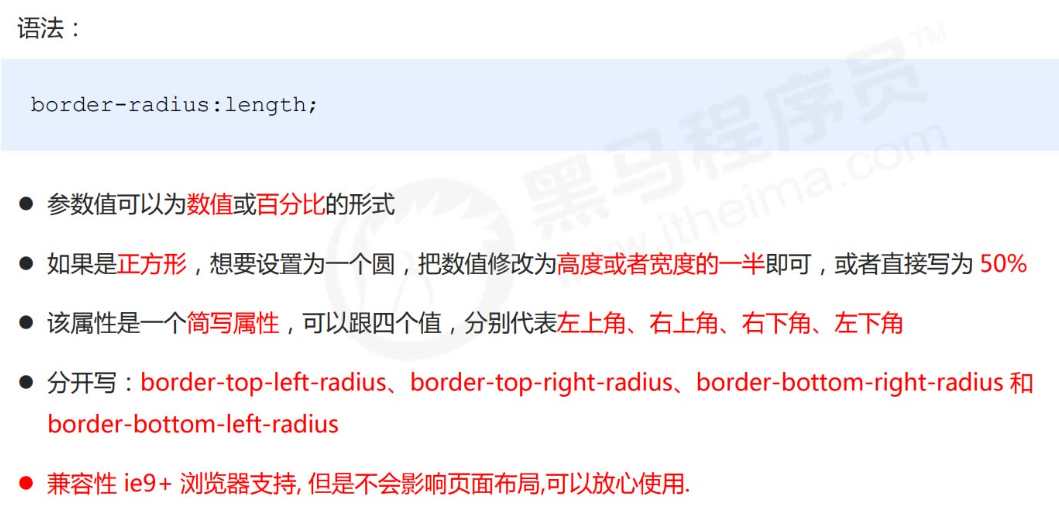 语法：
border-radius:length;
● 参数值可以为数值或百分比的形式
● 如果是正方形，想要设置为一个圆，把数值修改为高度或者宽度的一半即可，或者直接写为 50%
● 该属性是一个简写属性，可以跟四个值，分别代表左上角、右上角、右下角、左下角
● 分开写：border-top-left-radius、border-top-right-radius、border-bottom-right-radius 和
border-bottom-left-radius
● 兼容性 ie9+ 浏览器支持, 但是不会影响页面布局,可以放心使用.
黑马程序员TM
www.itheima.com